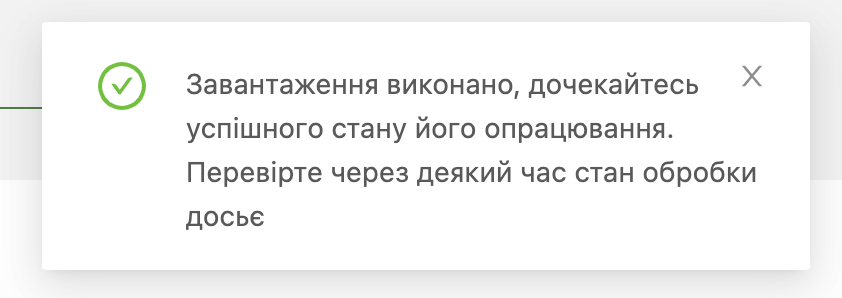 Завантаження виконано, дочекайтесь
успішного стану його опрацювання.
Перевірте через деякий час стан обробки
досьє